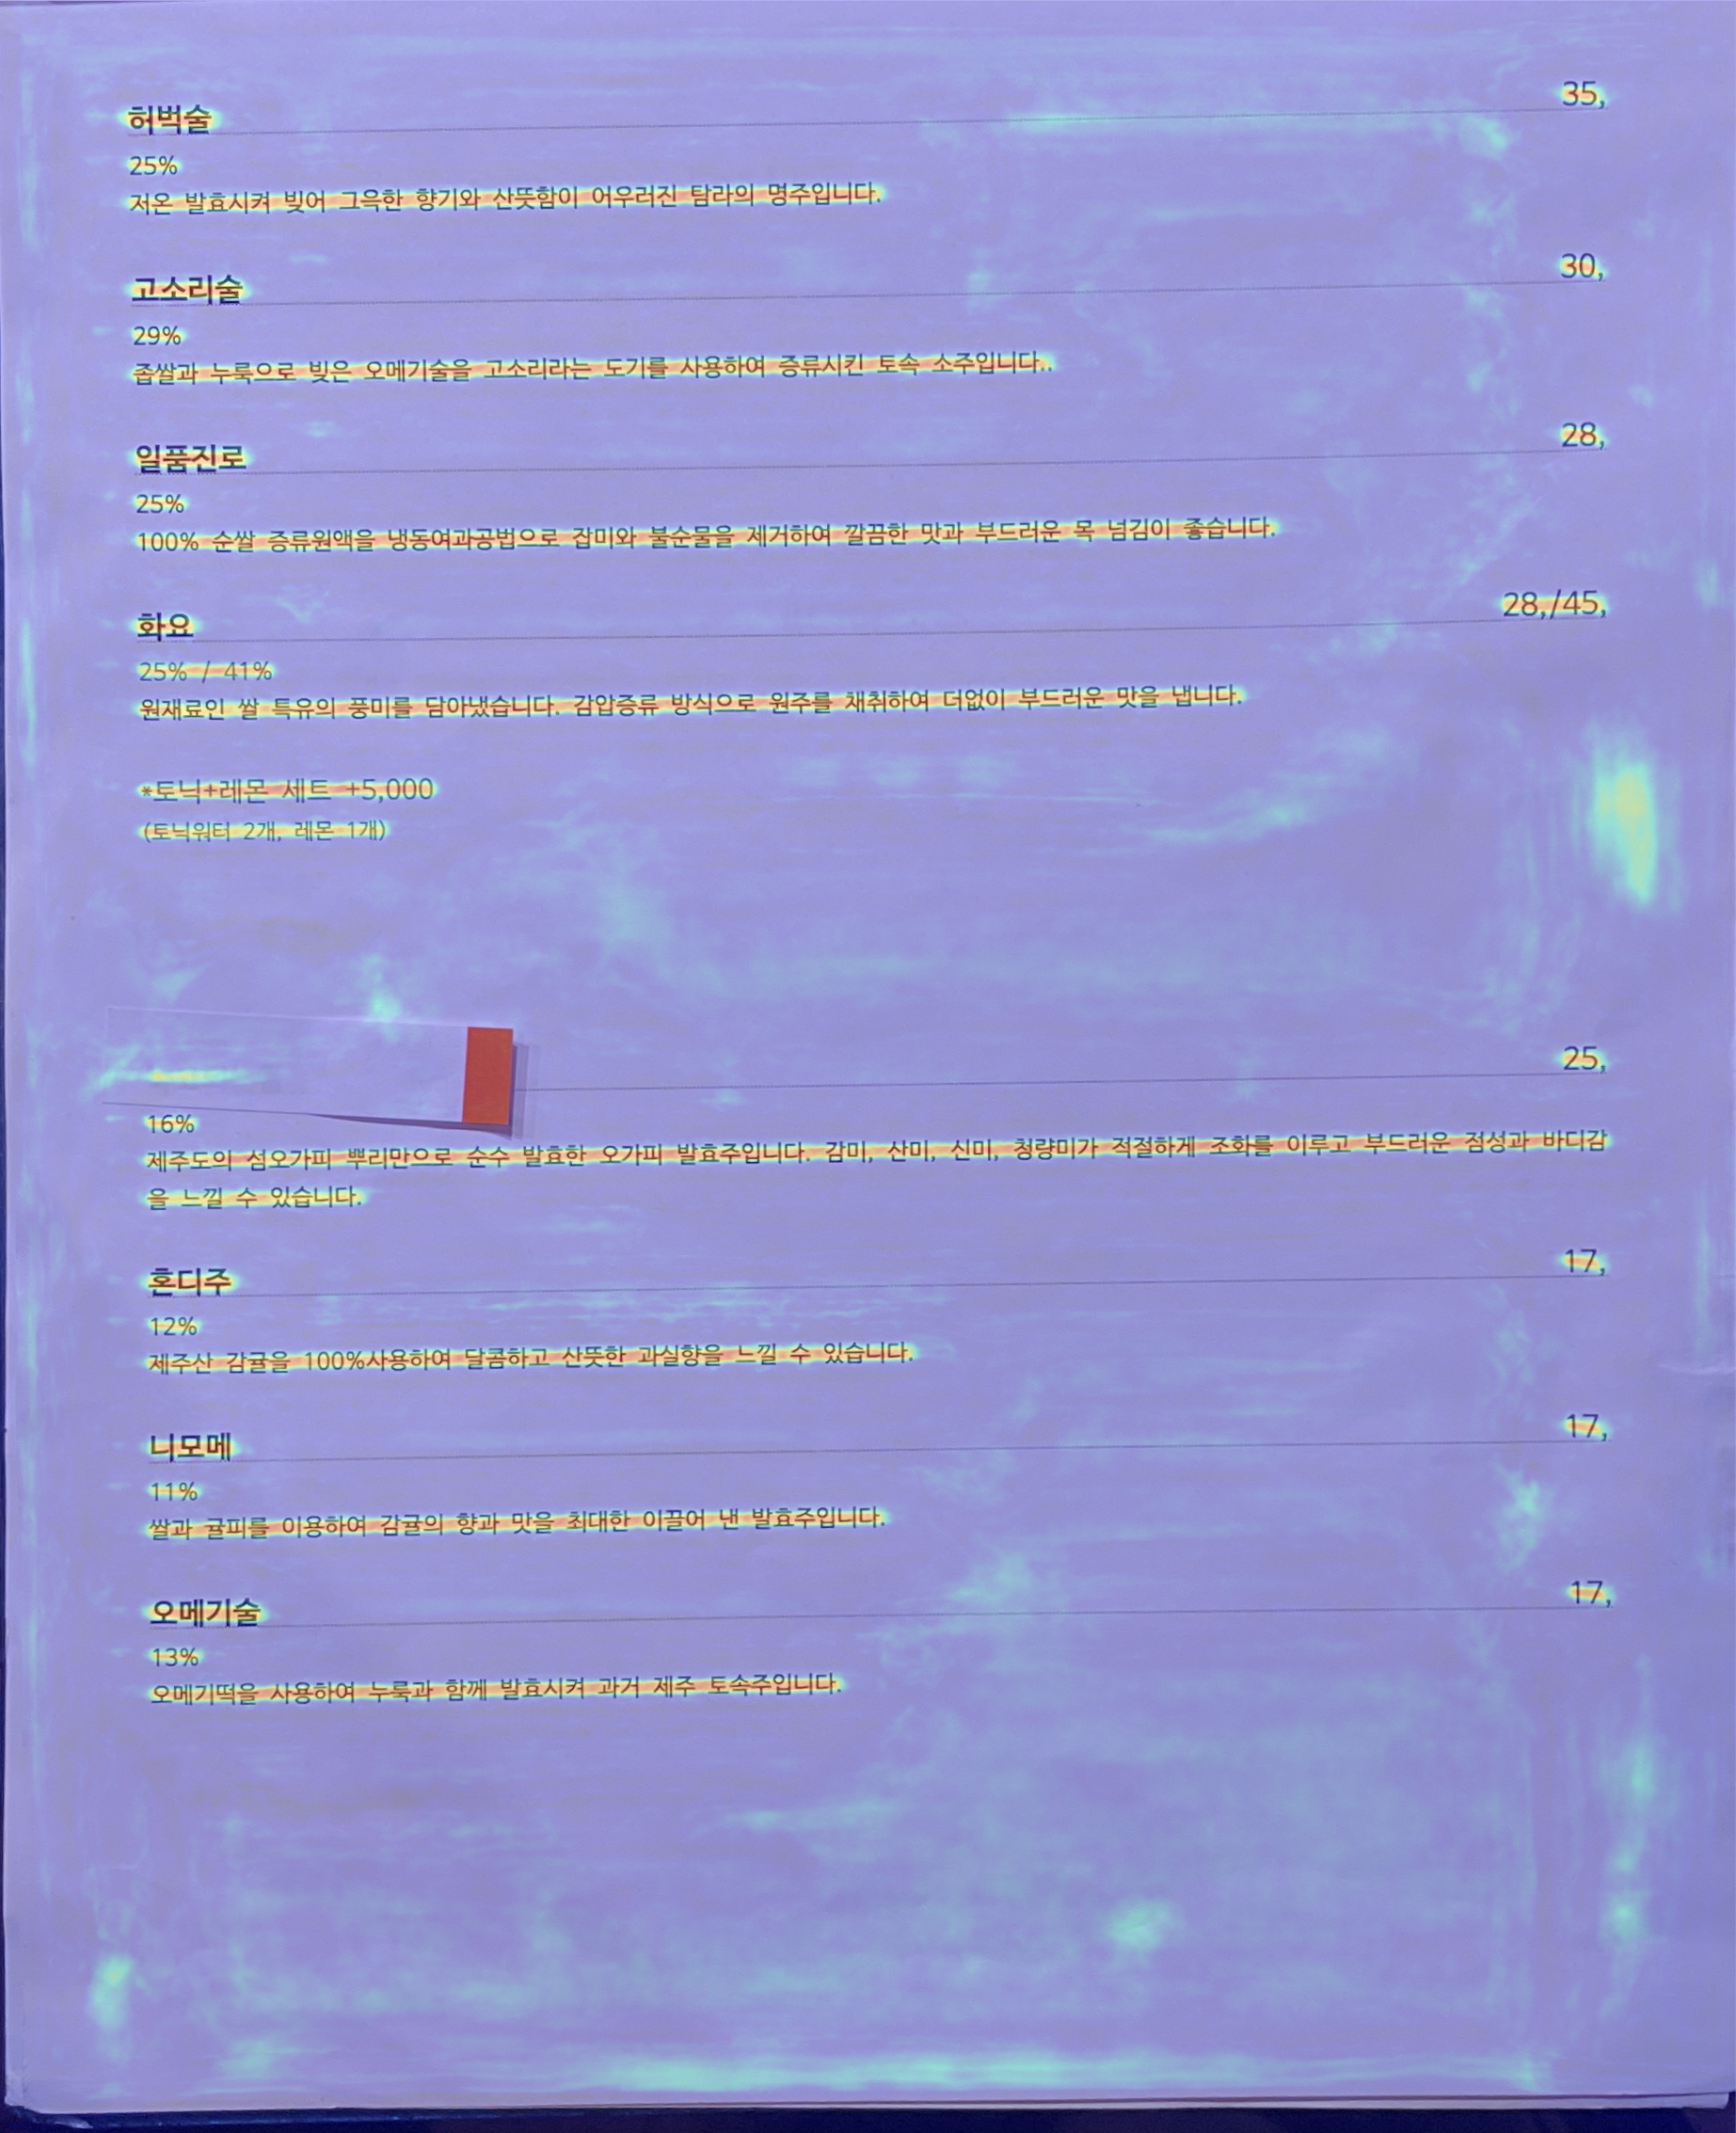 허벅술 35,
25%
저온 발효시켜 빚어 그윽한 향기와 산뜻함이 어우러진 탐라의 명주입니다.
고소리술 30,
29%
좁쌀과 누룩으로 빚은 오메기술을 고소리라는 도기를 사용하여 증류시킨 토속 소주입니다..
일품진로 28,
25%
100% 순쌀 증류원액을 냉동여과공법으로 잡미와 불순물을 제거하여 깔끔한 맛과 부드러운 목 넘김이 좋습니다.
화요 28,/45,
25% / 41%
원재료인 쌀 특유의 풍미를 담아냈습니다. 감압증류 방식으로 원주를 채취하여 더없이 부드러운 맛을 냅니다.
*토닉+레몬 세트 +5,000
(토닉워터 2개, 레몬 1개)
25,
16%
제주도의 섬오가피 뿌리만으로 순수 발효한 오가피 발효주입니다. 감미, 산미, 신미, 청량미가 적절하게 조화를 이루고 부드러운 점성과 바디감
을 느낄 수 있습니다.
혼디주 17,
12%
제주산 감귤을 100%사용하여 달콤하고 산뜻한 과실향을 느낄 수 있습니다.
니모메 17,
11%
쌀과 귤피를 이용하여 감귤의 향과 맛을 최대한 이끌어 낸 발효주입니다.
오메기술 17,
13%
오메기떡을 사용하여 누룩과 함께 발효시켜 과거 제주 토속주입니다.